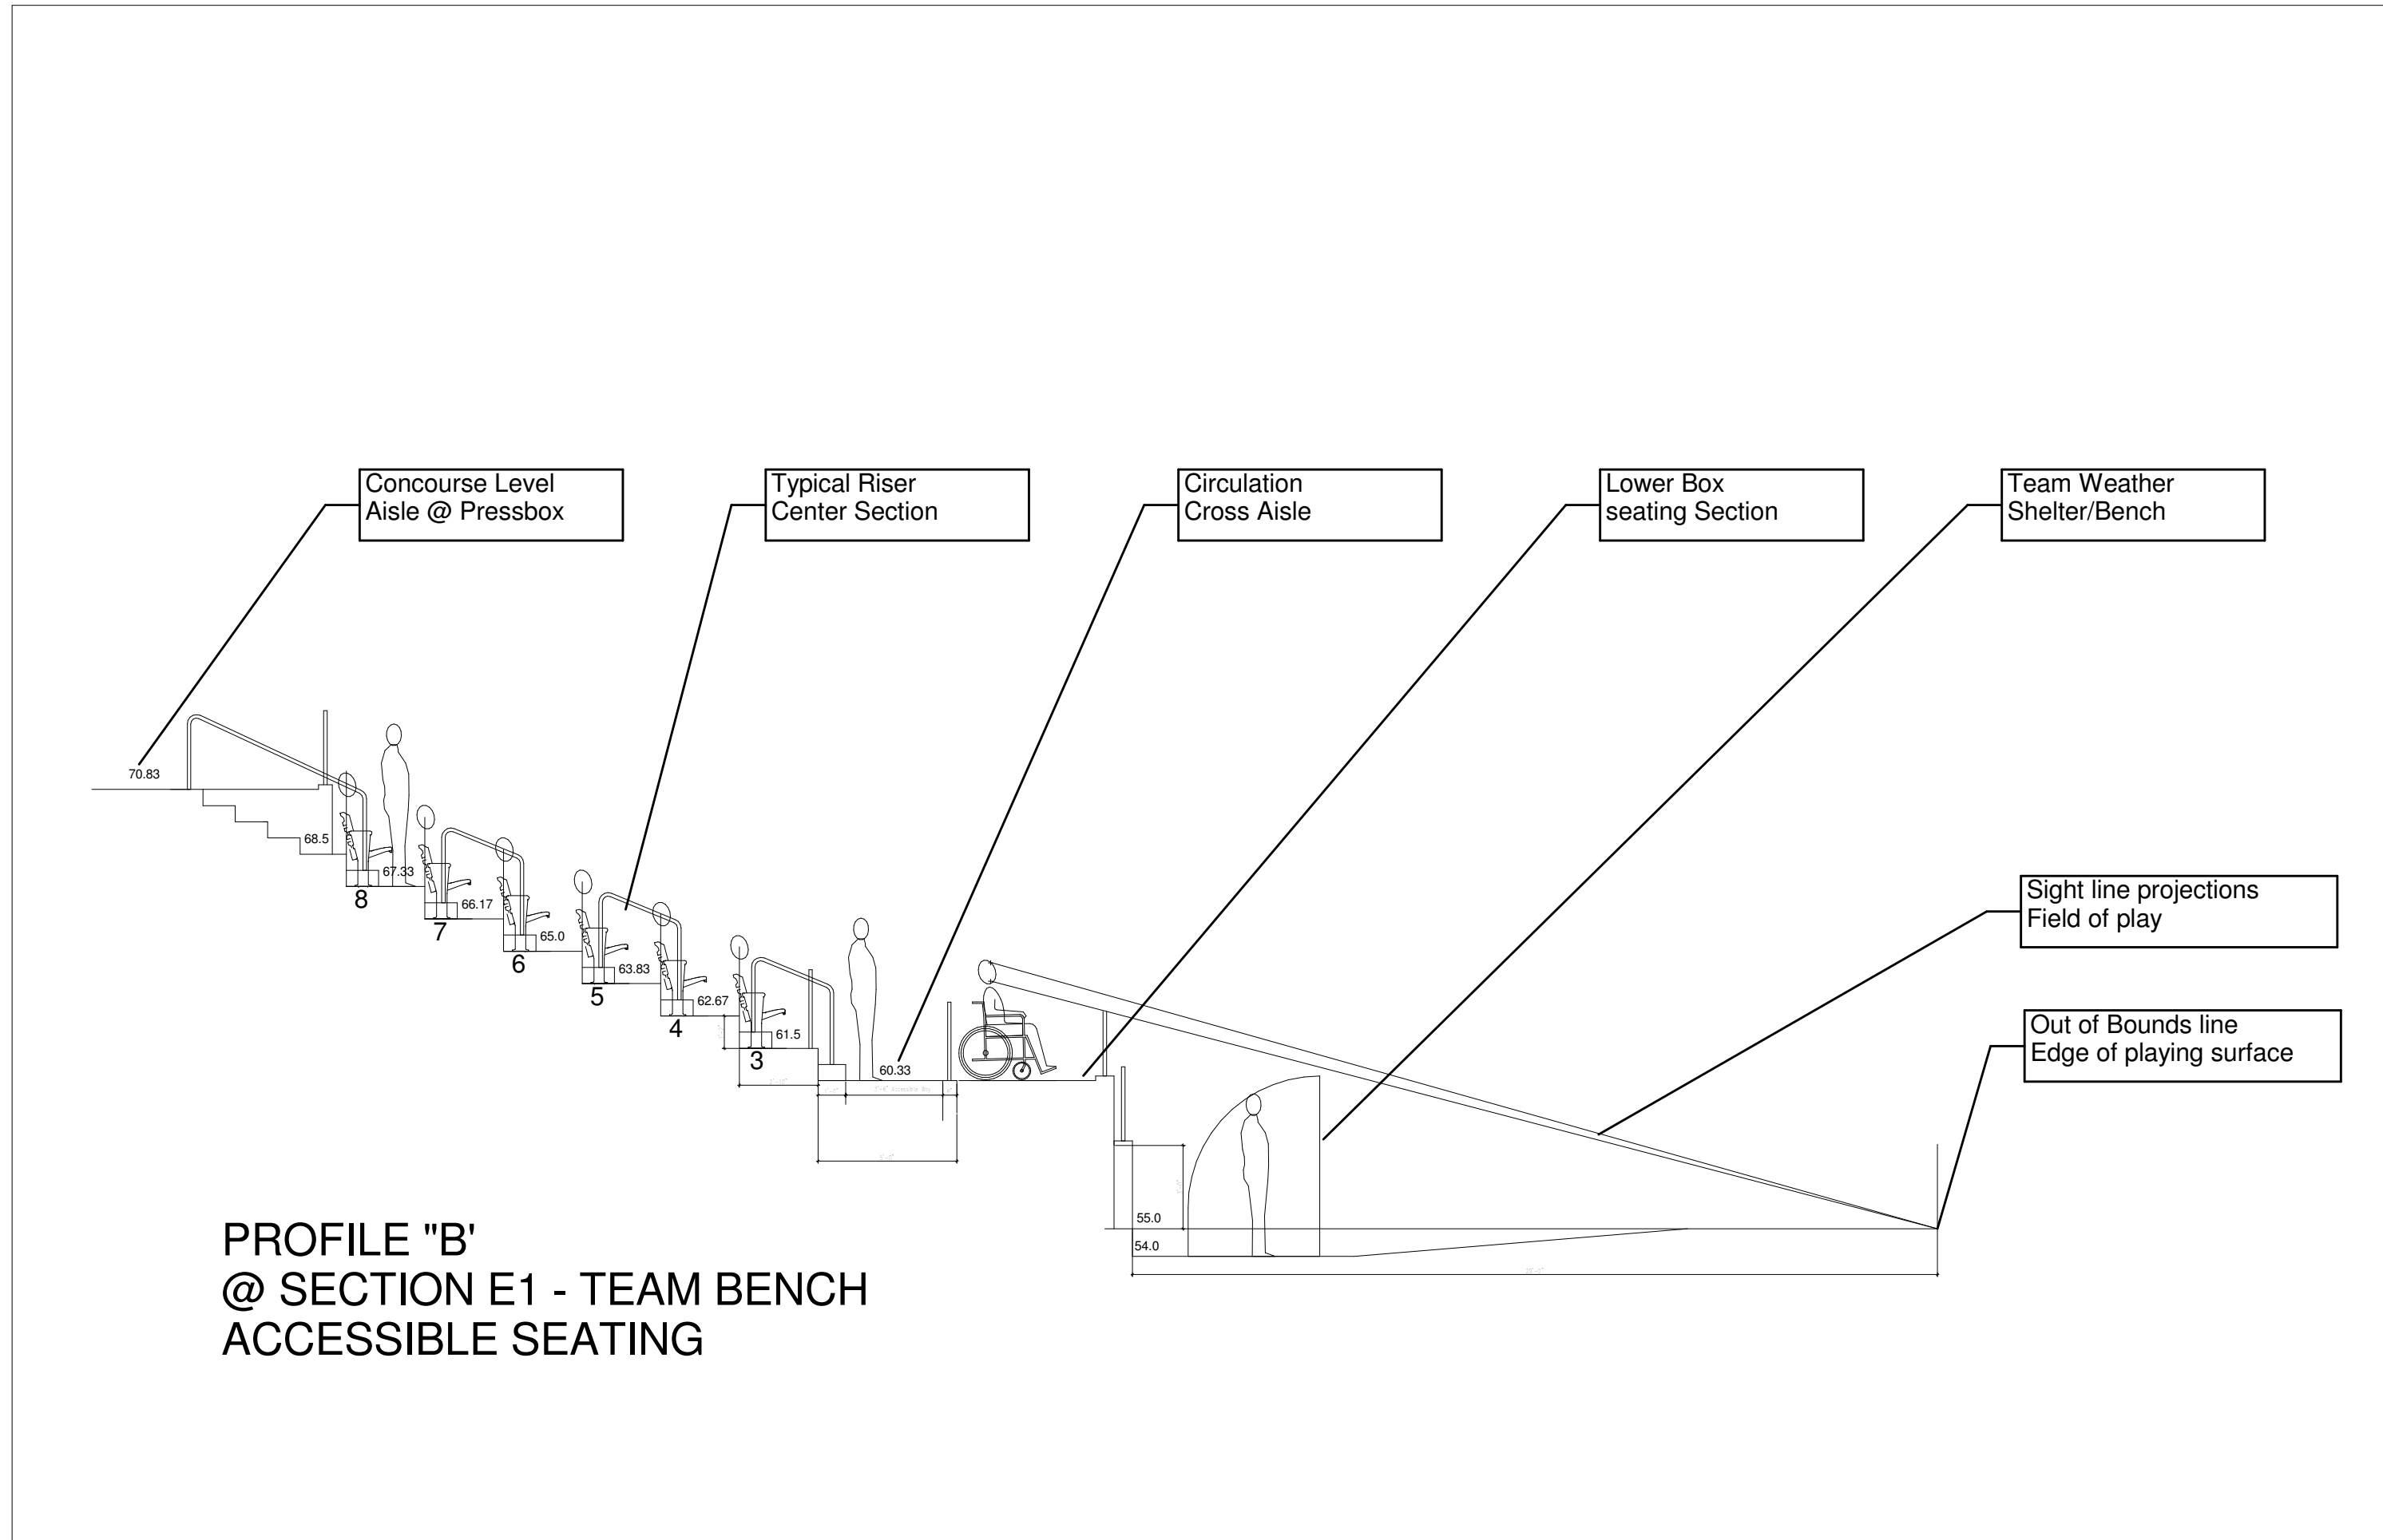 Concourse Level
Aisle @ Pressbox
Typical Riser
Center Section
Circulation
Cross Aisle
Lower Box
seating Section
Team Weather
Shelter/Bench
Sight line projections
Field of play
Out of Bounds line
Edge of playing surface
70.83
68.5
67.33
8
66.17
7
65.0
6
63.83
5
62.67
4
61.5
3
60.33
Accessible Way
55.0
54.0
PROFILE "B'
@ SECTION E1 - TEAM BENCH
ACCESSIBLE SEATING